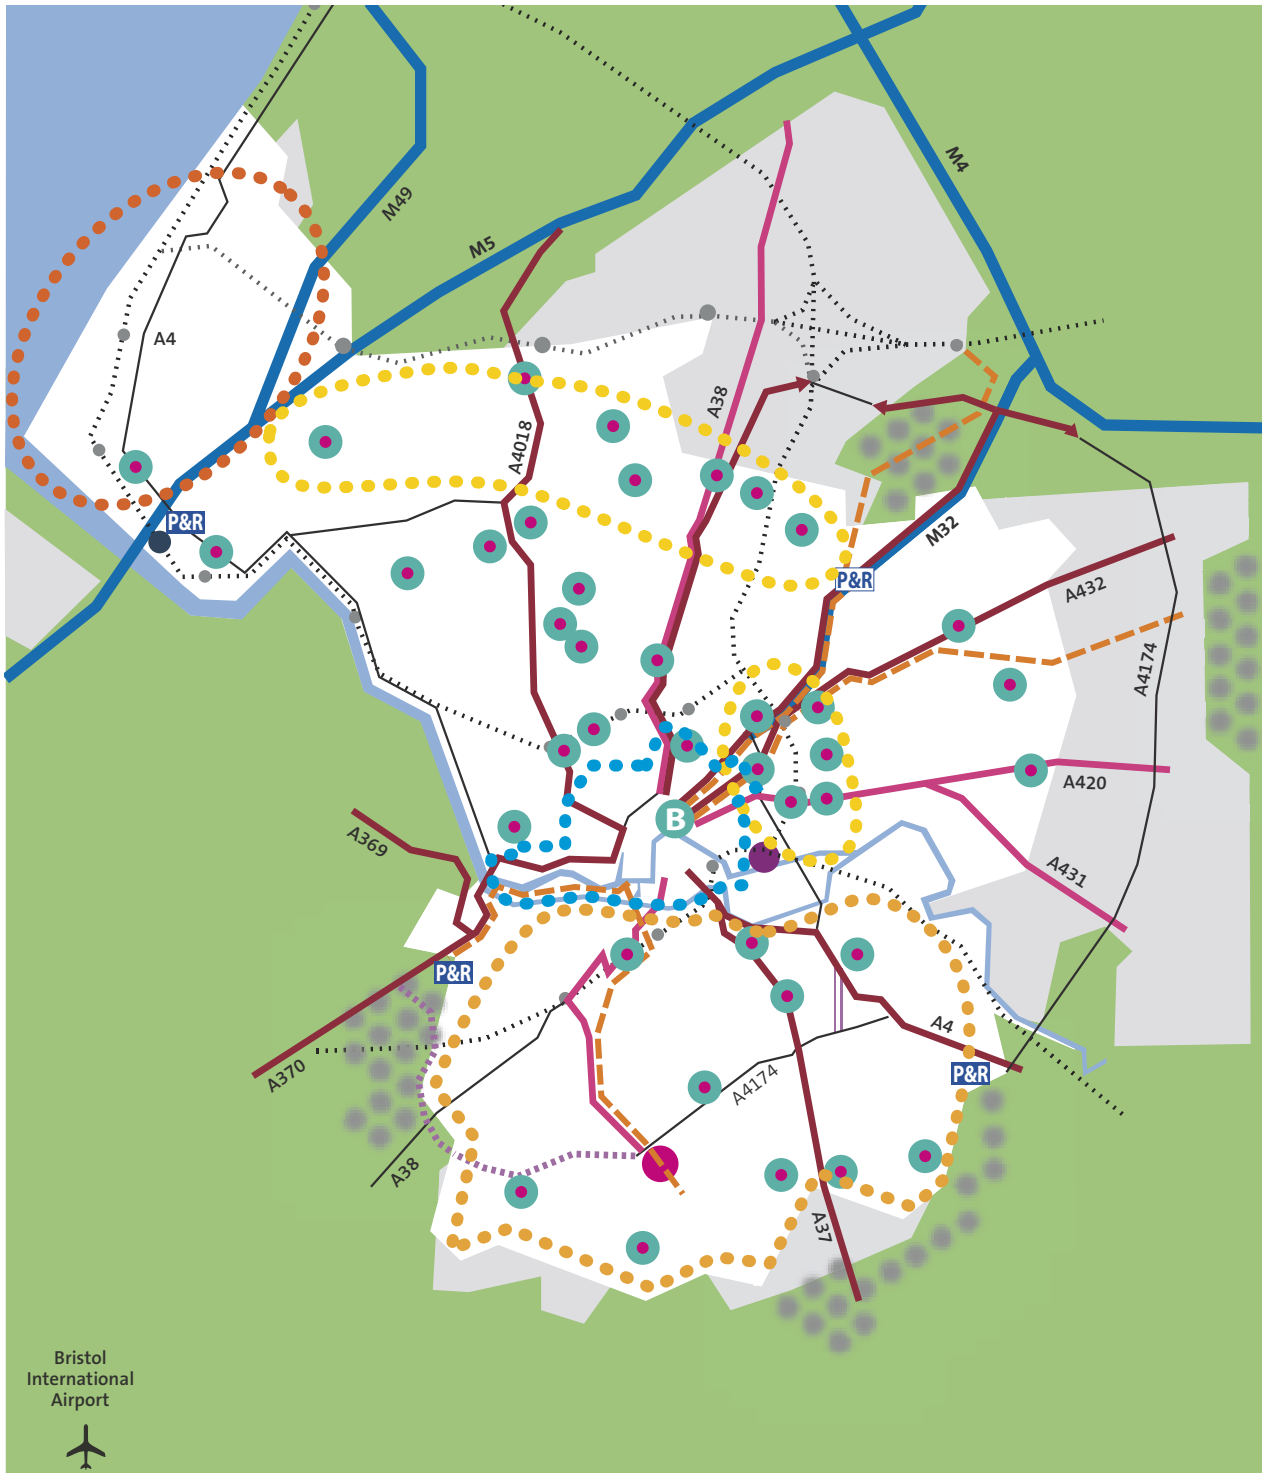 M4
M49
M5
A4
A38
A4018
P&R
M32
P&R
A432
A4174
A420
B
A369
A431
P&R
A4
A370
P&R
A4174
A38
A37
Bristol
International
Airport